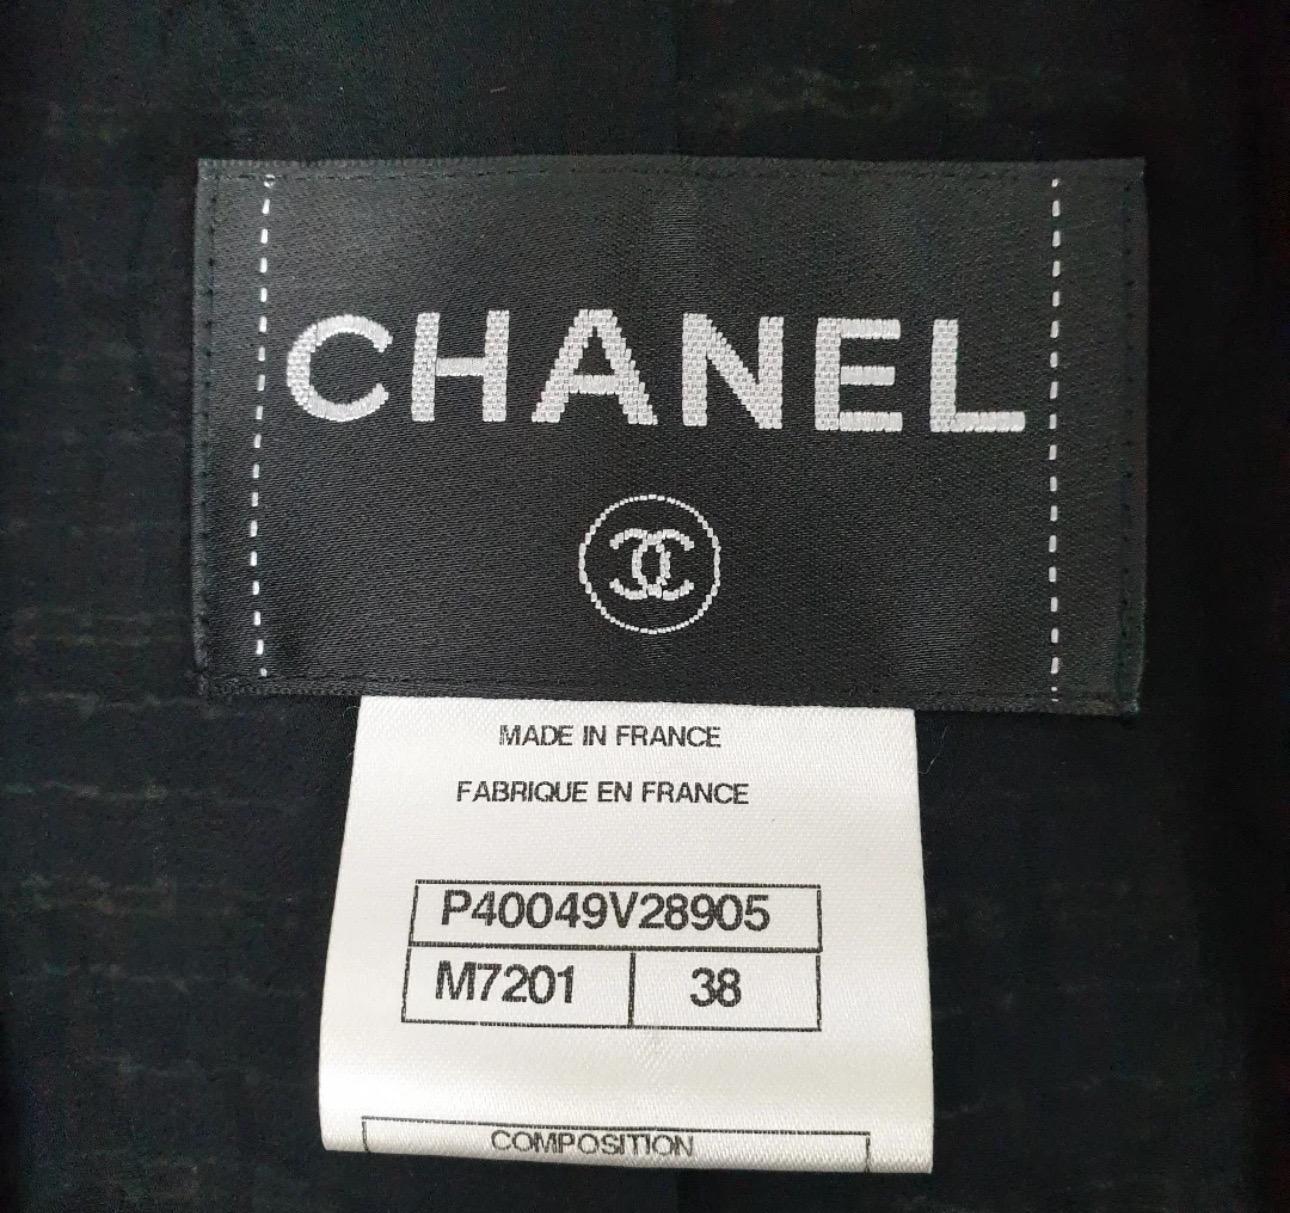 CHANEL
MADE IN FRANCE
FABRIQUE EN FRANCE
P40049V28905
M7201 38
COMPOSITION